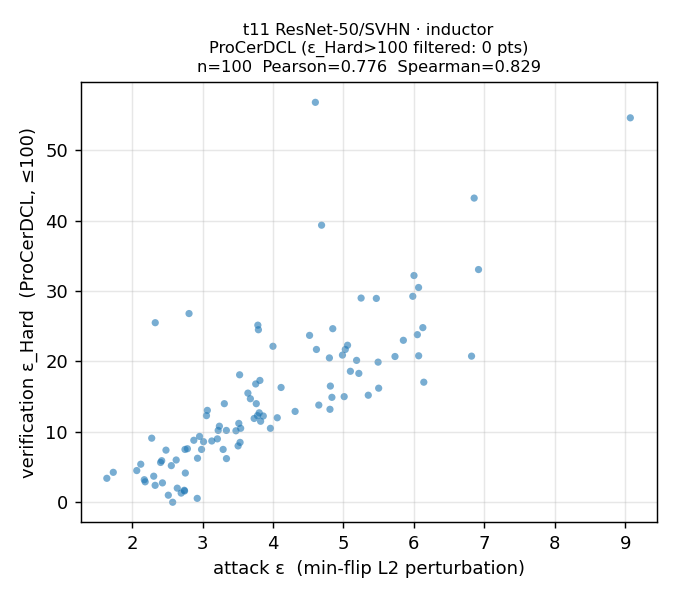 t11 ResNet-50/SVHN · inductor
ProCerDCL (ε_Hard>100 filtered: 0 pts)
n=100  Pearson=0.776  Spearman=0.829
verification ε_Hard  (ProCerDCL, ≤100)
50
40
30
20
10
0
2 3 4 5 6 7 8 9
attack ε  (min-flip L2 perturbation)